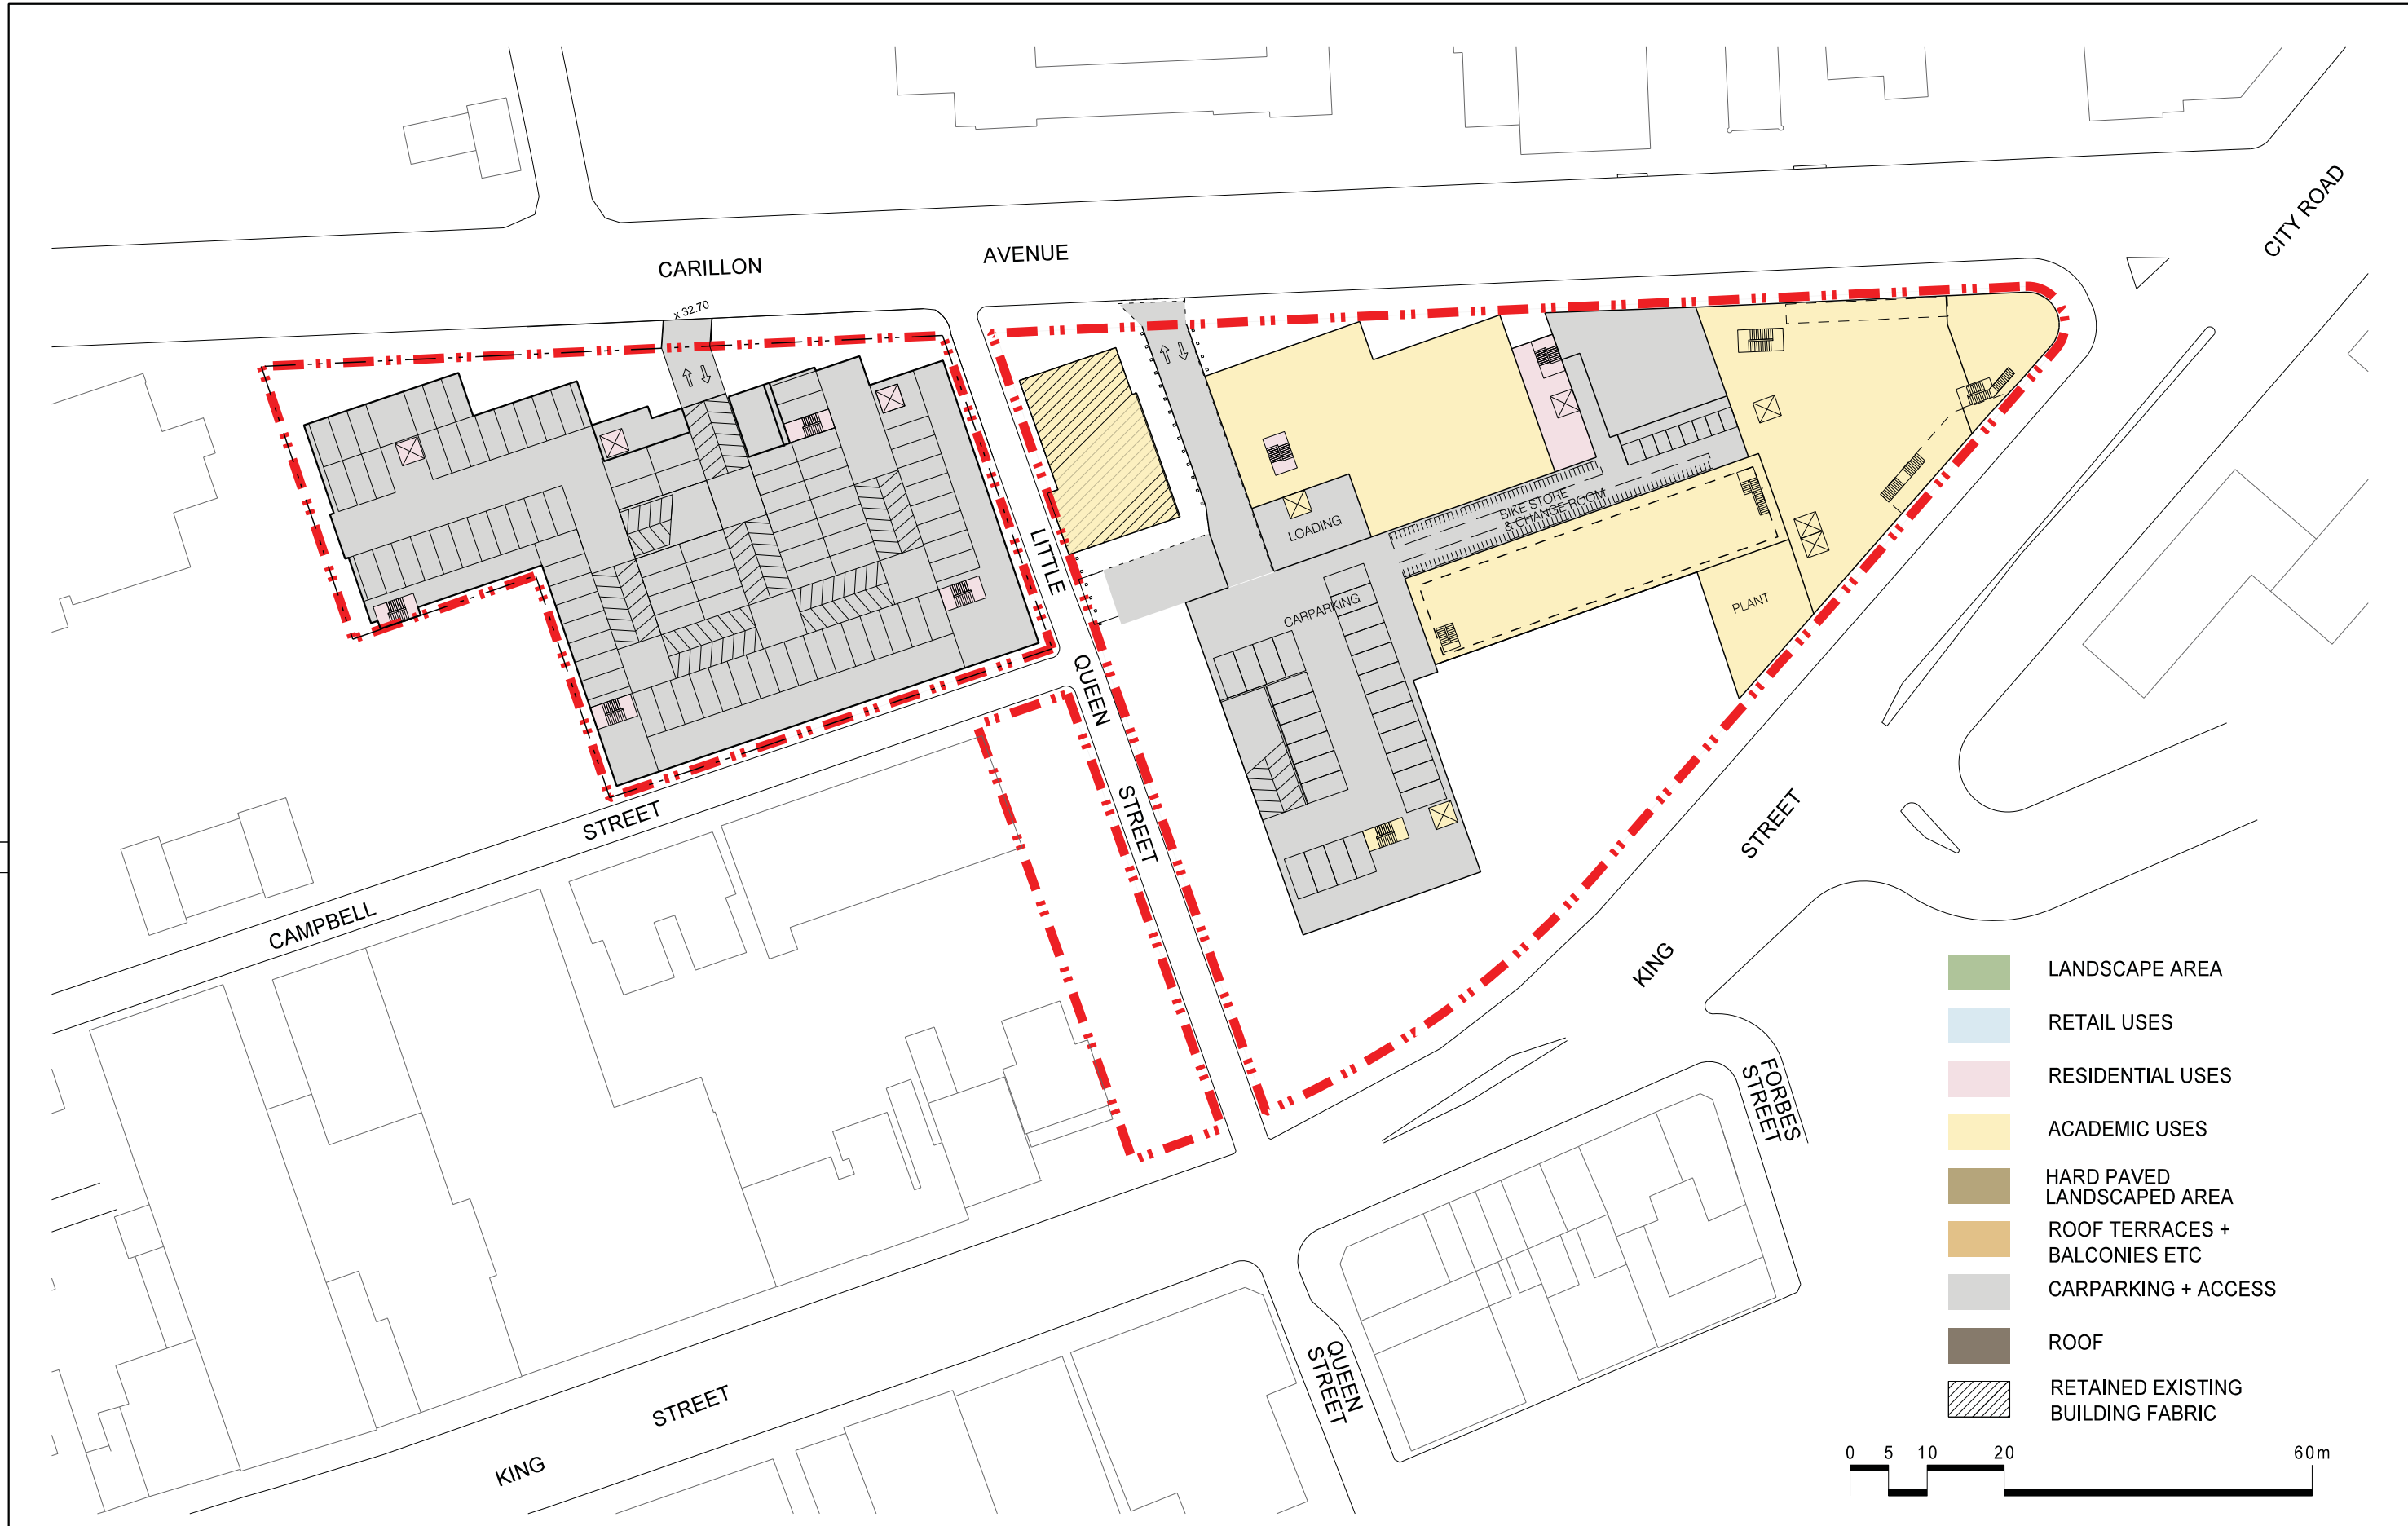 CITY ROAD
CARILLON
AVENUE
x 32.70
LITTLE
QUEEN
STREET
LOADING
BIKE STORE
& CHANGE ROOM
CARPARKING
PLANT
CAMPBELL
STREET
KING
STREET
FORBES
STREET
KING
STREET
QUEEN
STREET
LANDSCAPE AREA
RETAIL USES
RESIDENTIAL USES
ACADEMIC USES
HARD PAVED
LANDSCAPED AREA
ROOF TERRACES +
BALCONIES ETC
CARPARKING + ACCESS
ROOF
RETAINED EXISTING
BUILDING FABRIC
0 5 10 20 60m